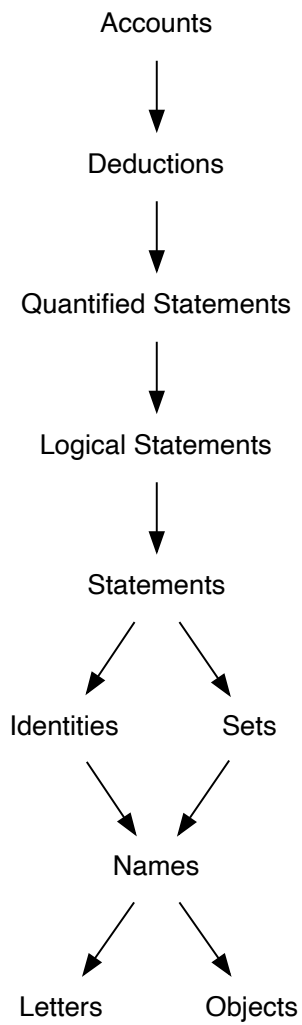 Accounts
Deductions
Quantified Statements
Logical Statements
Statements
Identities
Sets
Names
Letters
Objects